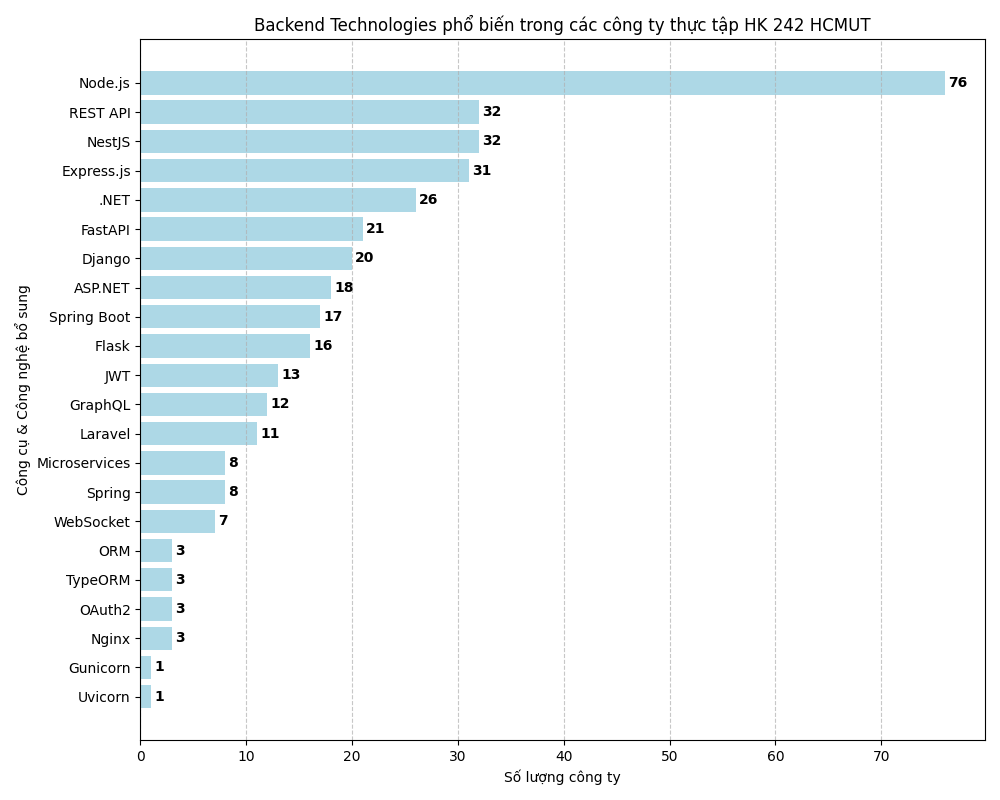 Backend Technologies phổ biến trong các công ty thực tập HK 242 HCMUT
Công cụ & Công nghệ bổ sung
Node.js 76
REST API 32
NestJS 32
Express.js 31
.NET 26
FastAPI 21
Django 20
ASP.NET 18
Spring Boot 17
Flask 16
JWT 13
GraphQL 12
Laravel 11
Microservices 8
Spring 8
WebSocket 7
ORM 3
TypeORM 3
OAuth2 3
Nginx 3
Gunicorn 1
Uvicorn 1
0 10 20 30 40 50 60 70
Số lượng công ty